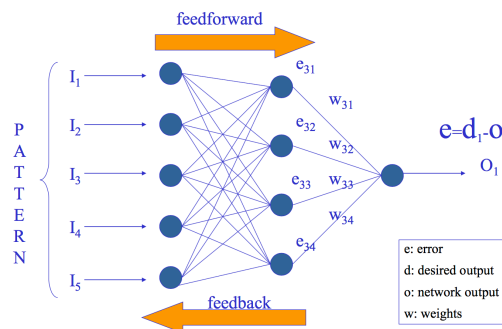 feedforward
PATTERN
I1
I2
I3
I4
I5
e31
e32
e33
e34
w31
w32
w33
w34
e=d1-o
O1
feedback
e: error
d: desired output
o: network output
w: weights